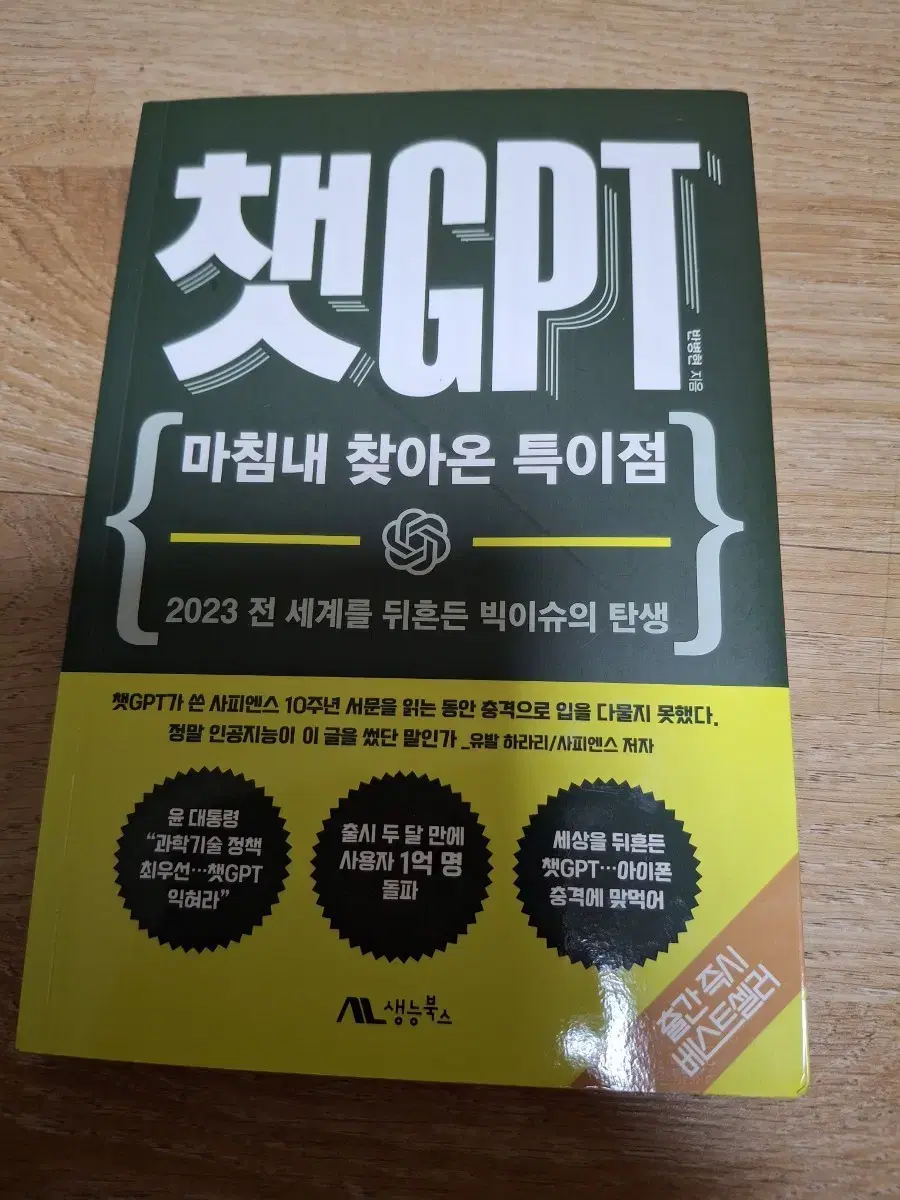 챗GPT
반병현 지음
마침내 찾아온 특이점
2023 전 세계를 뒤흔든 빅이슈의 탄생
챗GPT가 쓴 사피엔스 10주년 서문을 읽는 동안 충격으로 입을 다물지 못했다.
정말 인공지능이 이 글을 썼단 말인가 _유발 하라리/사피엔스 저자
윤 대통령
“과학기술 정책
최우선…챗GPT
익혀라”
출시 두 달 만에
사용자 1억 명
돌파
세상을 뒤흔든
챗GPT…아이폰
충격에 맞먹어
출간 즉시
베스트셀러
생능북스